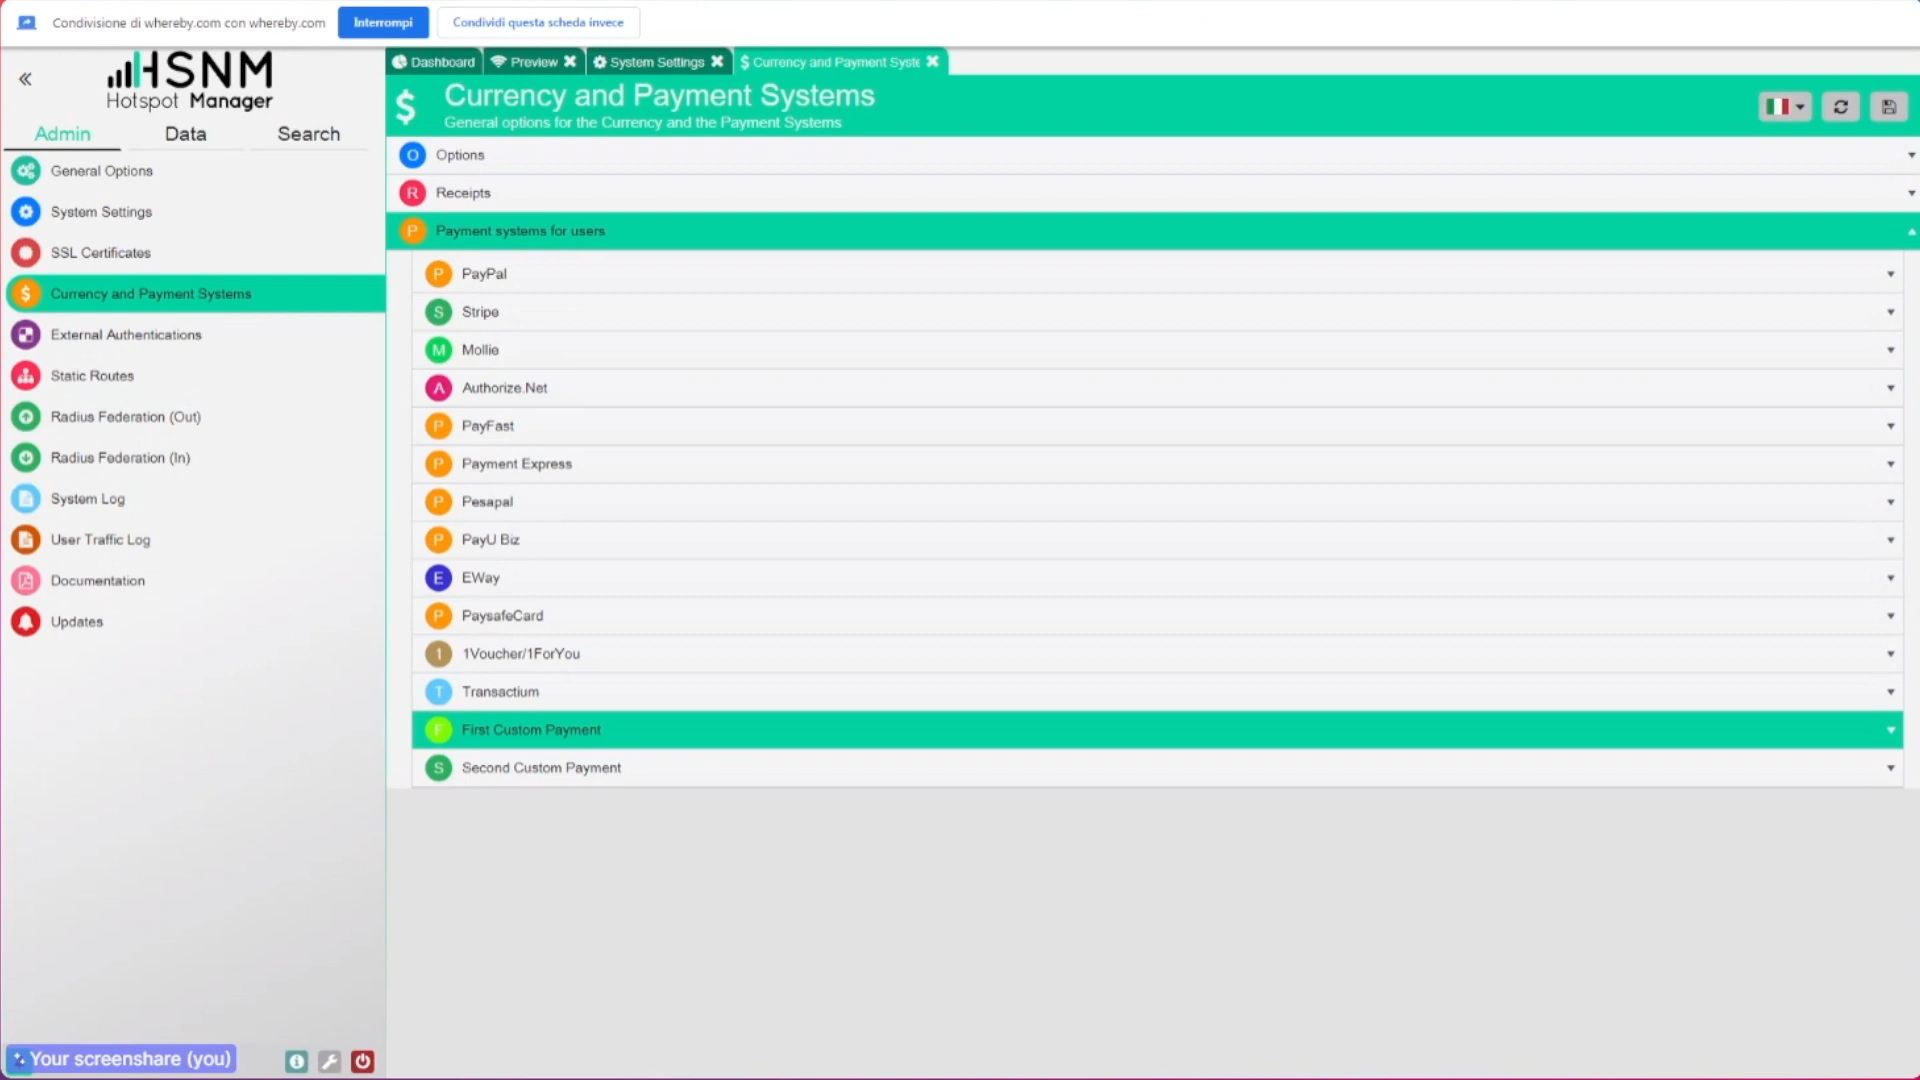 Condivisione di whereby.com con whereby.com
Interrompi
Condividi questa scheda invece
HSNM
Hotspot Manager
Admin
Data
Search
General Options
System Settings
SSL Certificates
$ Currency and Payment Systems
External Authentications
Static Routes
Radius Federation (Out)
Radius Federation (In)
System Log
User Traffic Log
Documentation
Updates
Your screenshare (you)
Dashboard
Preview
System Settings
$ Currency and Payment Syste
$ Currency and Payment Systems
General options for the Currency and the Payment Systems
O Options
R Receipts
P Payment systems for users
P PayPal
S Stripe
M Mollie
A Authorize.Net
P PayFast
P Payment Express
P Pesapal
P PayU Biz
E EWay
P PaysafeCard
1 1Voucher/1ForYou
T Transactium
F First Custom Payment
S Second Custom Payment